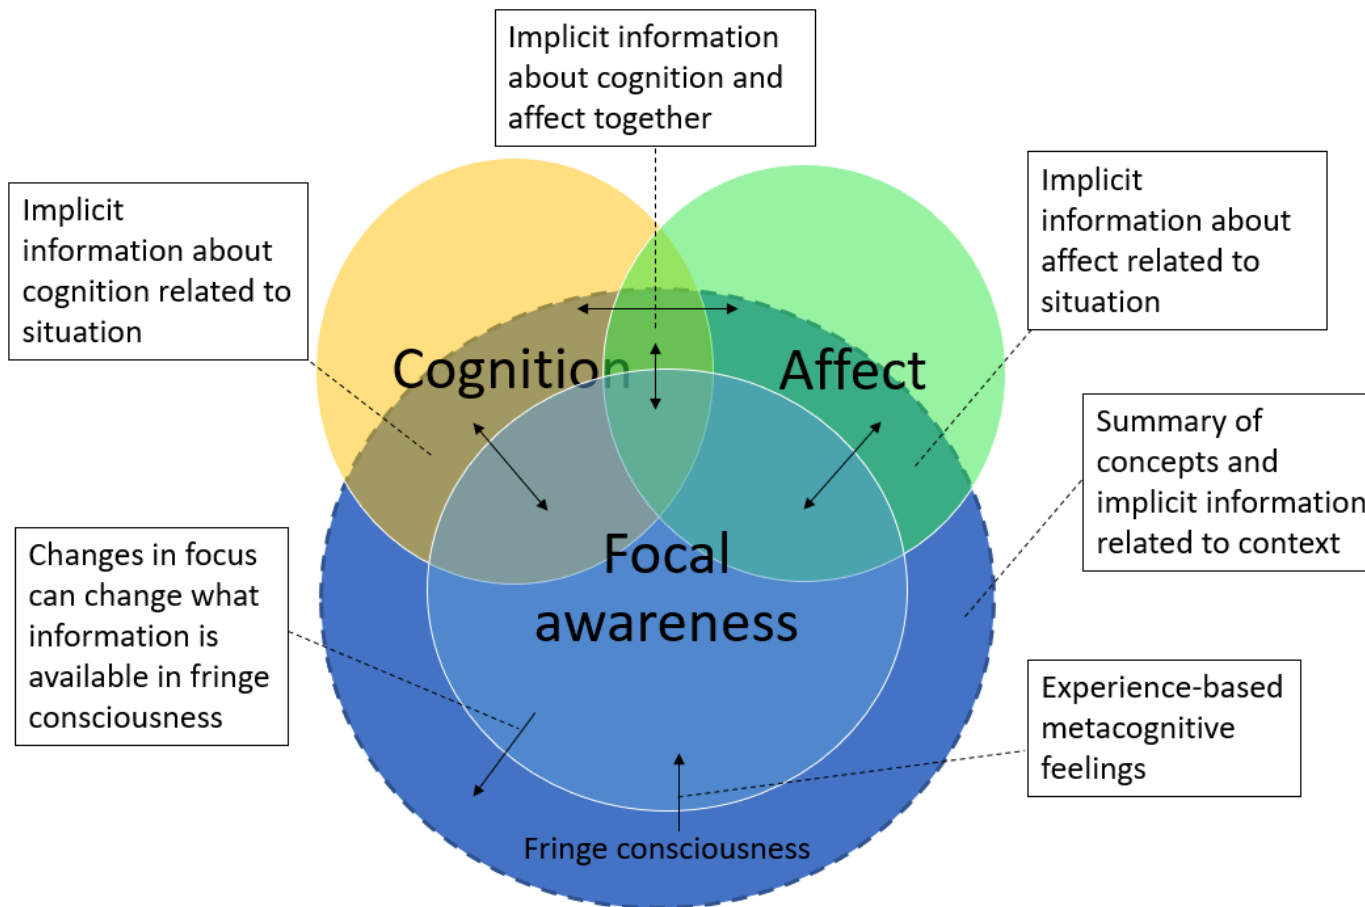 Implicit information
about cognition and
affect together
Implicit
information about
cognition related to
situation
Implicit
information about
affect related to
situation
Cognition
Affect
Summary of
concepts and
implicit information
related to context
Changes in focus
can change what
information is
available in fringe
consciousness
Focal
awareness
Experience-based
metacognitive
feelings
Fringe consciousness